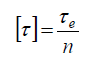 [τ] = τₑ / n